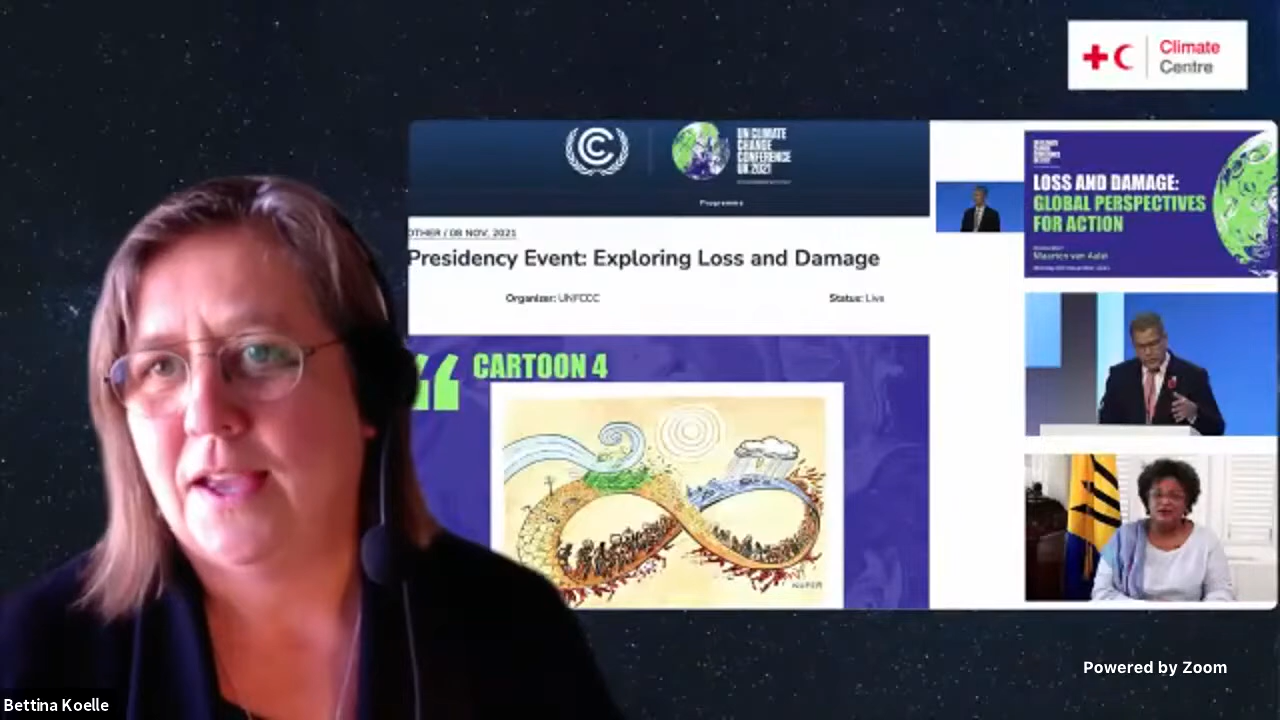 Climate
Centre
UN CLIMATE
CHANGE
CONFERENCE
UK 2021
Programme
OTHER / 08 NOV, 2021
Presidency Event: Exploring Loss and Damage
Organizer: UNFCCC
Status: Live
CARTOON 4
LOSS AND DAMAGE:
GLOBAL PERSPECTIVES
FOR ACTION
Maarten van Aalst
Powered by Zoom
Bettina Koelle